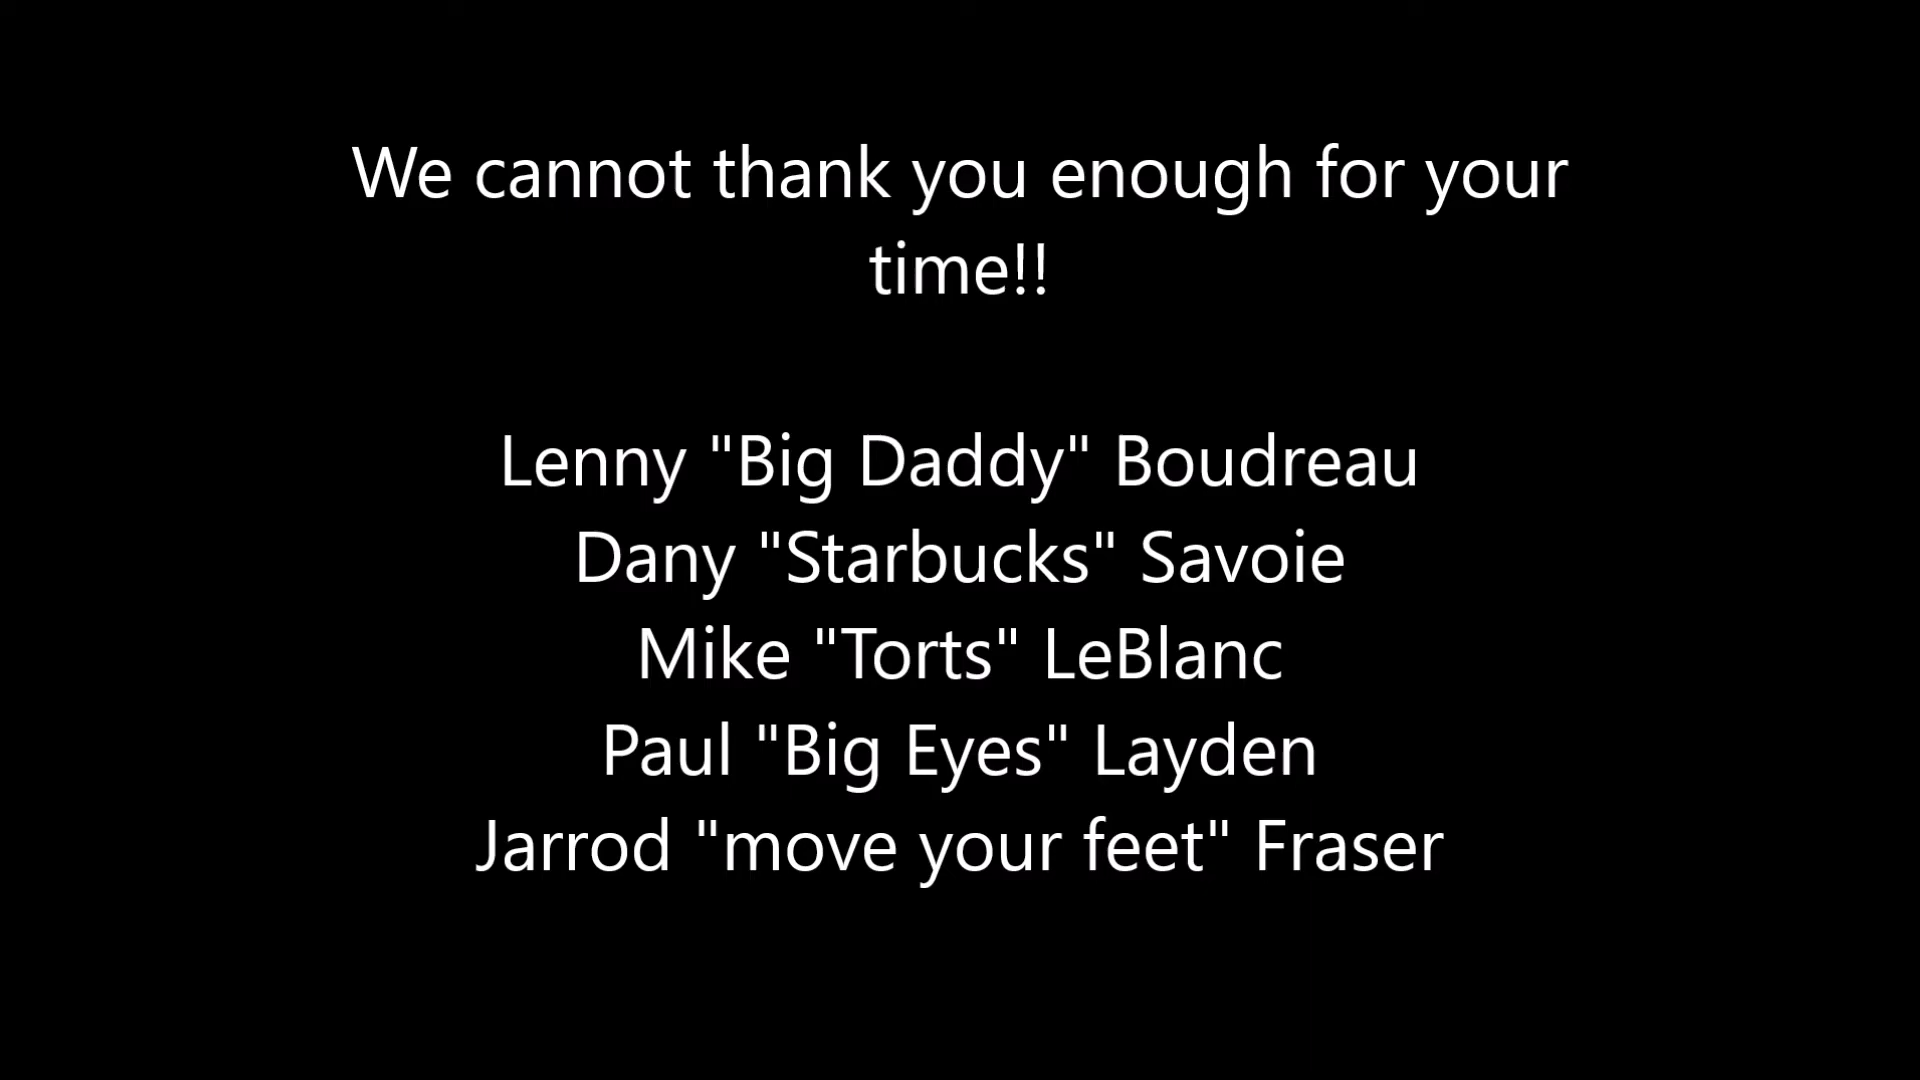 We cannot thank you enough for your
time!!
Lenny "Big Daddy" Boudreau
Dany "Starbucks" Savoie
Mike "Torts" LeBlanc
Paul "Big Eyes" Layden
Jarrod "move your feet" Fraser